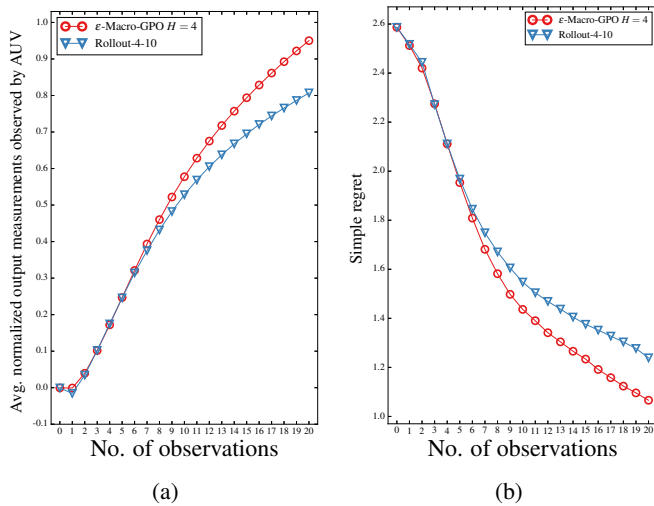 ε-Macro-GPO H = 4
Rollout-4-10
Avg. normalized output measurements observed by AUV
1.0
0.9
0.8
0.7
0.6
0.5
0.4
0.3
0.2
0.1
0.0
-0.1
0 1 2 3 4 5 6 7 8 9 10 11 12 13 14 15 16 17 18 19 20
No. of observations
(a)
ε-Macro-GPO H = 4
Rollout-4-10
Simple regret
2.6
2.4
2.2
2.0
1.8
1.6
1.4
1.2
1.0
0 1 2 3 4 5 6 7 8 9 10 11 12 13 14 15 16 17 18 19 20
No. of observations
(b)